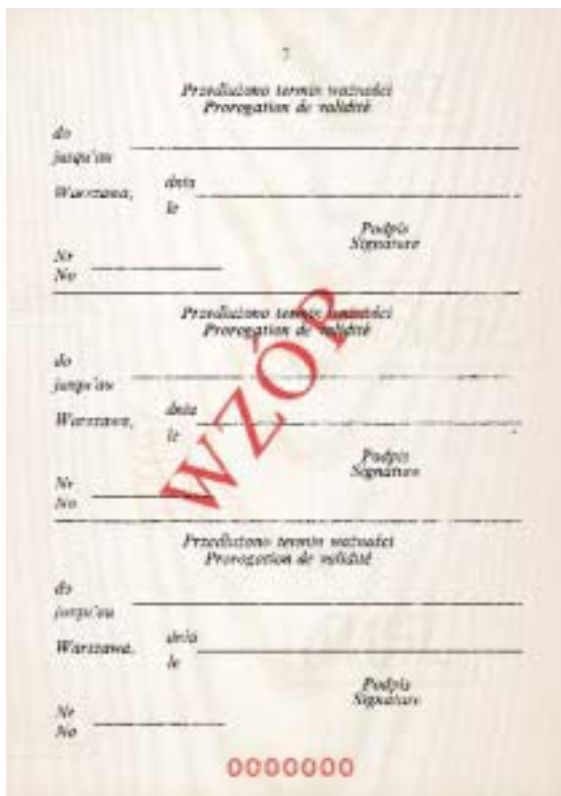 7
Przedłużono termin ważności
Prorogation de validité
do
jusqu'au
Warszawa, dnia
le
Podpis
Signature
Nr
No
Przedłużono termin ważności
Prorogation de validité
do
jusqu'au
Warszawa, dnia
le
Podpis
Signature
Nr
No
WZÓR
Przedłużono termin ważności
Prorogation de validité
do
jusqu'au
Warszawa, dnia
le
Podpis
Signature
Nr
No
0000000